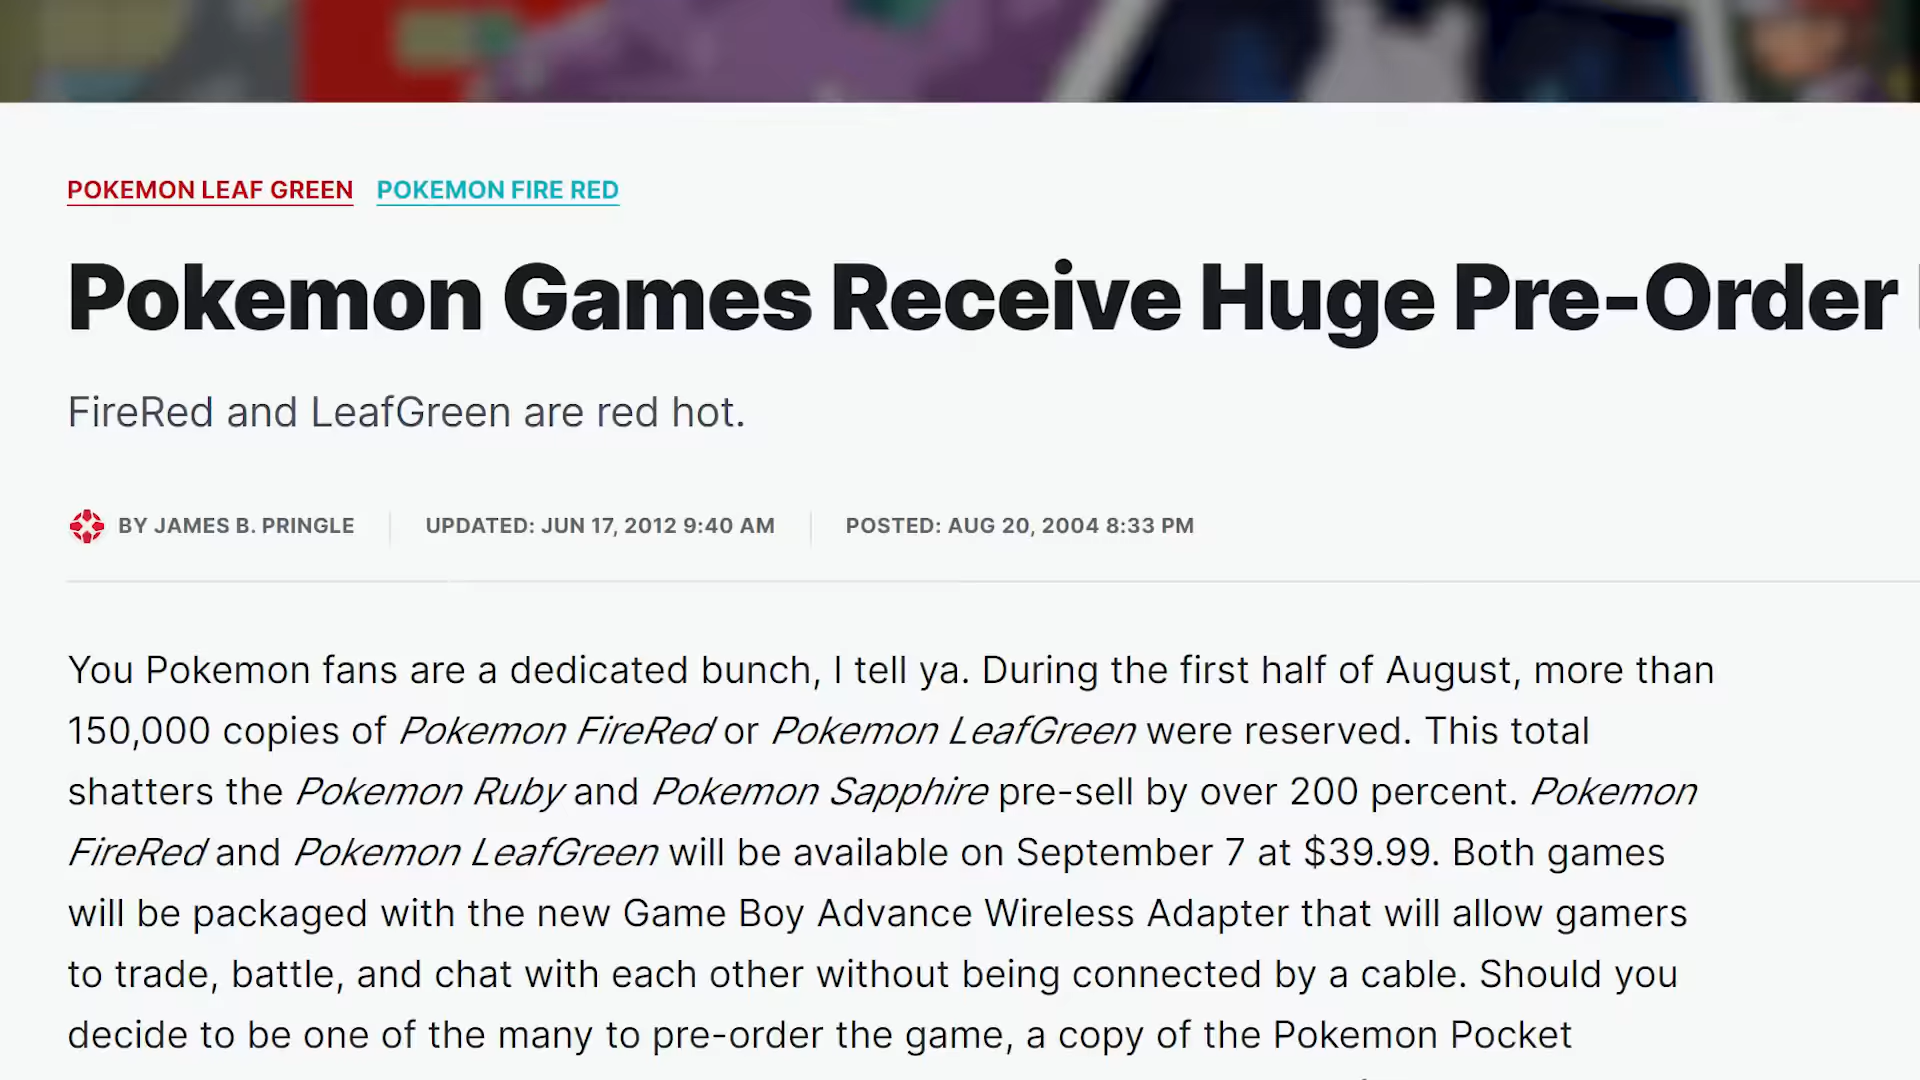 POKEMON LEAF GREEN POKEMON FIRE RED
Pokemon Games Receive Huge Pre-Order
FireRed and LeafGreen are red hot.
BY JAMES B. PRINGLE UPDATED: JUN 17, 2012 9:40 AM POSTED: AUG 20, 2004 8:33 PM
You Pokemon fans are a dedicated bunch, I tell ya. During the first half of August, more than
150,000 copies of Pokemon FireRed or Pokemon LeafGreen were reserved. This total
shatters the Pokemon Ruby and Pokemon Sapphire pre-sell by over 200 percent. Pokemon
FireRed and Pokemon LeafGreen will be available on September 7 at $39.99. Both games
will be packaged with the new Game Boy Advance Wireless Adapter that will allow gamers
to trade, battle, and chat with each other without being connected by a cable. Should you
decide to be one of the many to pre-order the game, a copy of the Pokemon Pocket